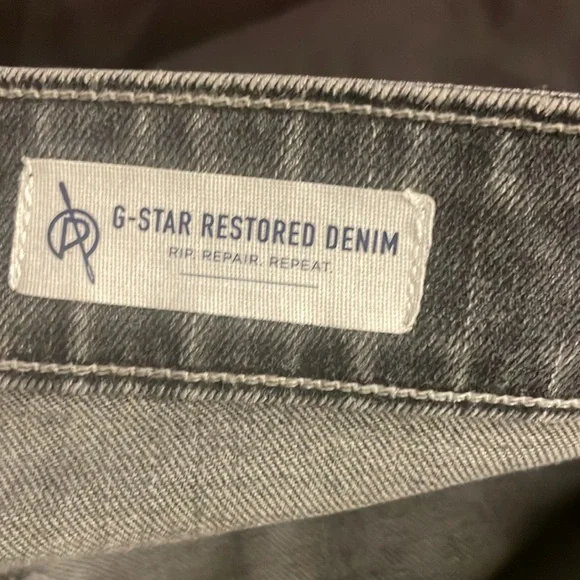 G-STAR RESTORED DENIM
RIP. REPAIR. REPEAT.